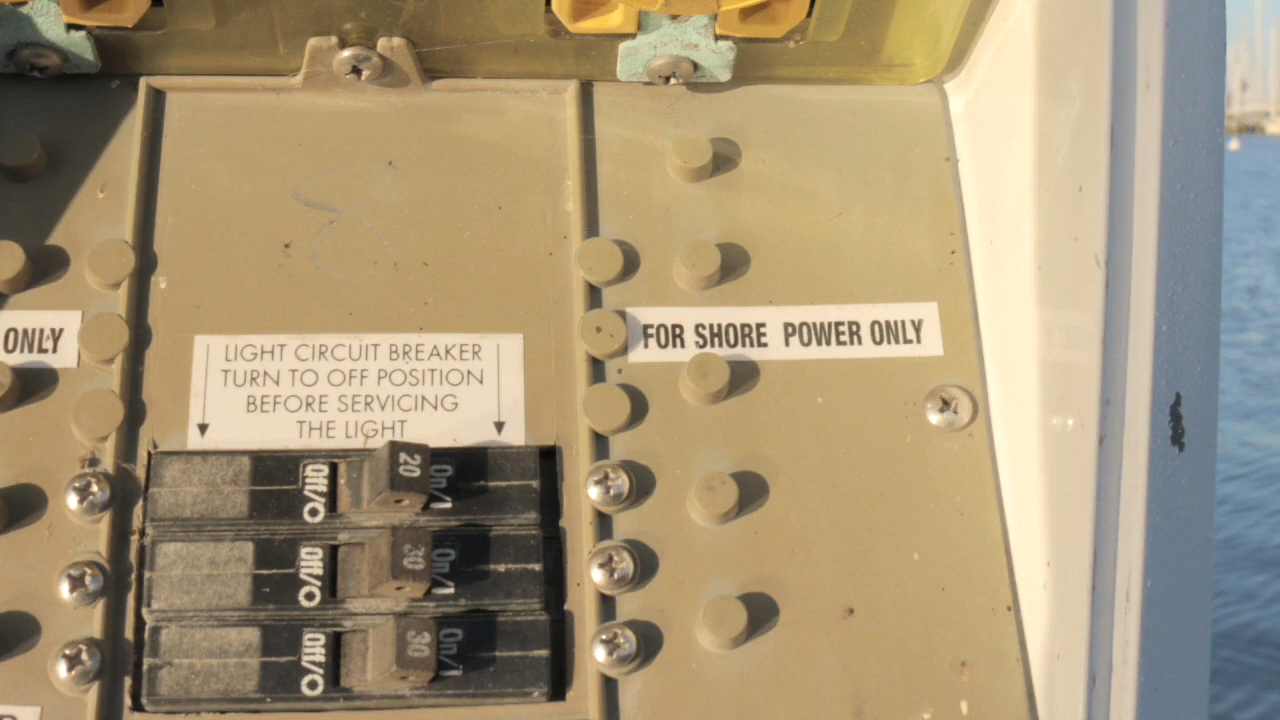 ONLY
FOR SHORE POWER ONLY
LIGHT CIRCUIT BREAKER
TURN TO OFF POSITION
BEFORE SERVICING
THE LIGHT
Off/O 20 On/I
Off/O 30 On/I
Off/O 30 On/I